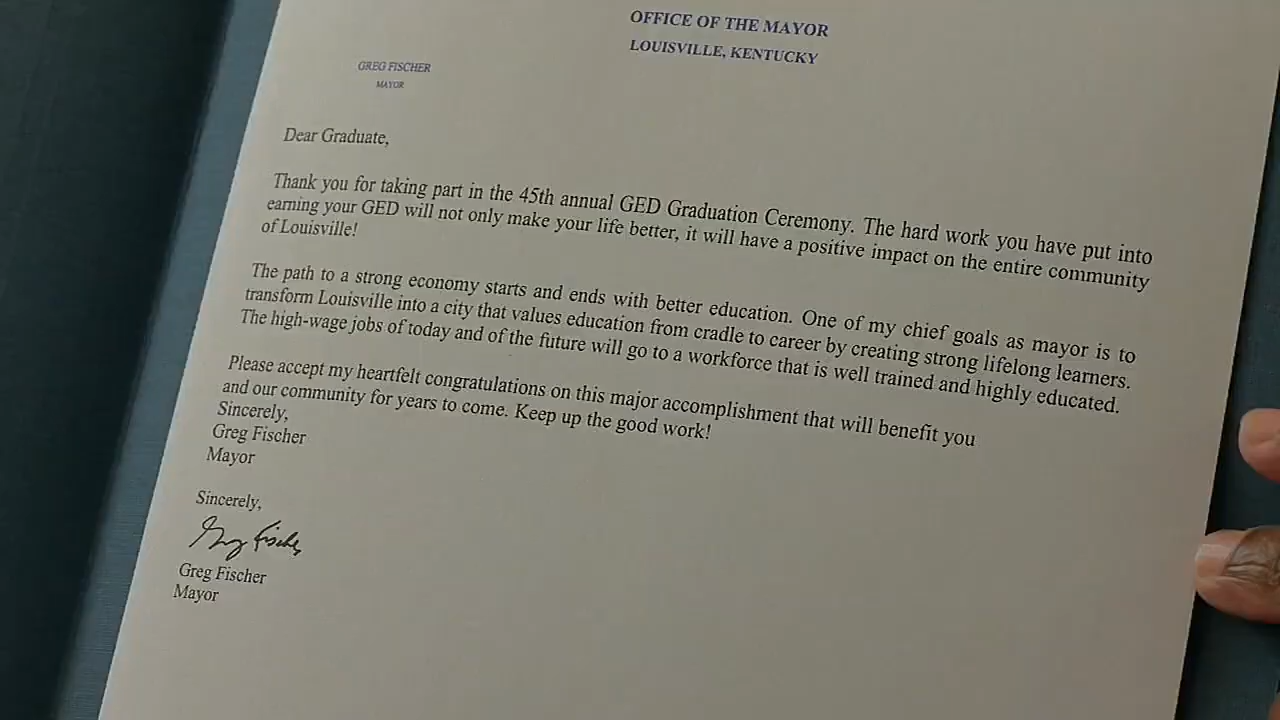 OFFICE OF THE MAYOR
LOUISVILLE, KENTUCKY
GREG FISCHER
MAYOR
Dear Graduate,
Thank you for taking part in the 45th annual GED Graduation Ceremony. The hard work you have put into
earning your GED will not only make your life better, it will have a positive impact on the entire community
of Louisville!
The path to a strong economy starts and ends with better education. One of my chief goals as mayor is to
transform Louisville into a city that values education from cradle to career by creating strong lifelong learners.
The high-wage jobs of today and of the future will go to a workforce that is well trained and highly educated.
Please accept my heartfelt congratulations on this major accomplishment that will benefit you
and our community for years to come. Keep up the good work!
Sincerely,
Greg Fischer
Mayor
Sincerely,
Greg Fischer
Greg Fischer
Mayor